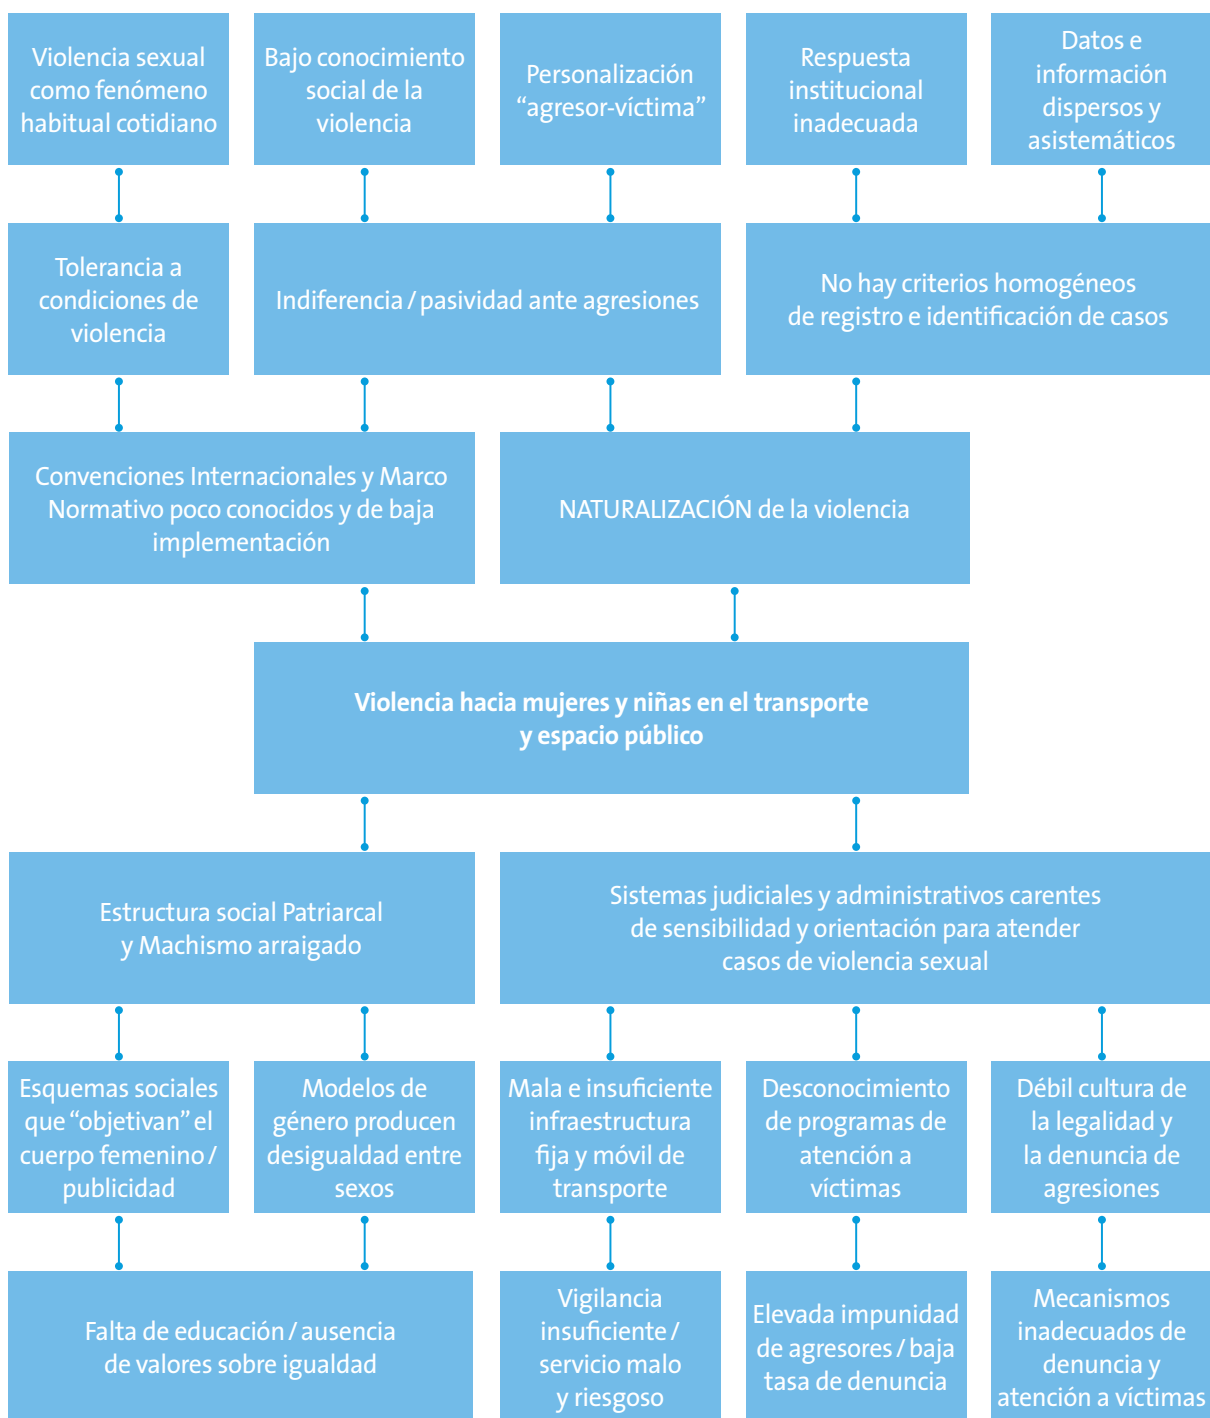 Violencia sexual
como fenómeno
habitual cotidiano
Bajo conocimiento
social de la
violencia
Personalización
“agresor-víctima”
Respuesta
institucional
inadecuada
Datos e
información
dispersos y
asistemáticos
Tolerancia a
condiciones de
violencia
Indiferencia / pasividad ante agresiones
No hay criterios homogéneos
de registro e identificación de casos
Convenciones Internacionales y Marco
Normativo poco conocidos y de baja
implementación
NATURALIZACIÓN de la violencia
Violencia hacia mujeres y niñas en el transporte
y espacio público
Estructura social Patriarcal
y Machismo arraigado
Sistemas judiciales y administrativos carentes
de sensibilidad y orientación para atender
casos de violencia sexual
Esquemas sociales
que “objetivan” el
cuerpo femenino /
publicidad
Modelos de
género producen
desigualdad entre
sexos
Mala e insuficiente
infraestructura
fija y móvil de
transporte
Desconocimiento
de programas de
atención a
víctimas
Débil cultura de
la legalidad y
la denuncia de
agresiones
Falta de educación / ausencia
de valores sobre igualdad
Vigilancia
insuficiente /
servicio malo
y riesgoso
Elevada impunidad
de agresores / baja
tasa de denuncia
Mecanismos
inadecuados de
denuncia y
atención a víctimas